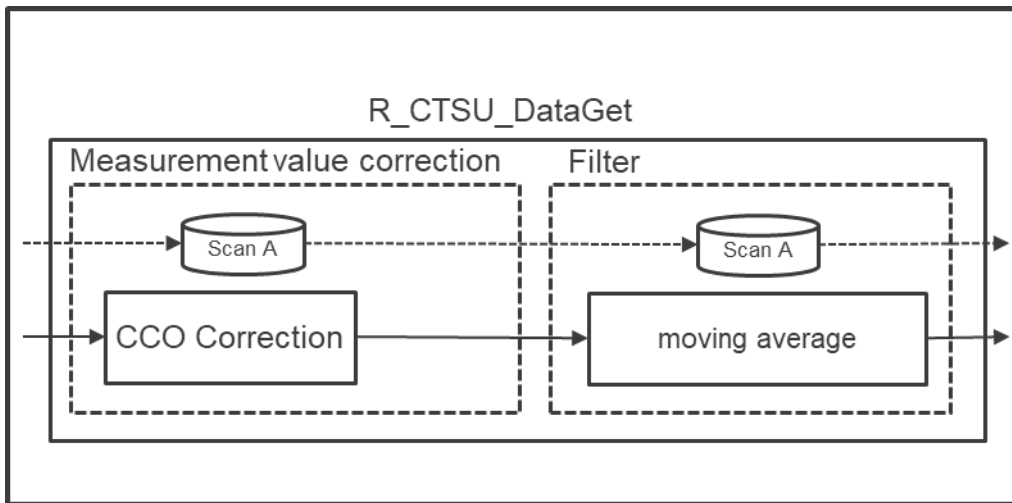 R_CTSU_DataGet
Measurement value correction
Filter
Scan A
Scan A
CCO Correction
moving average